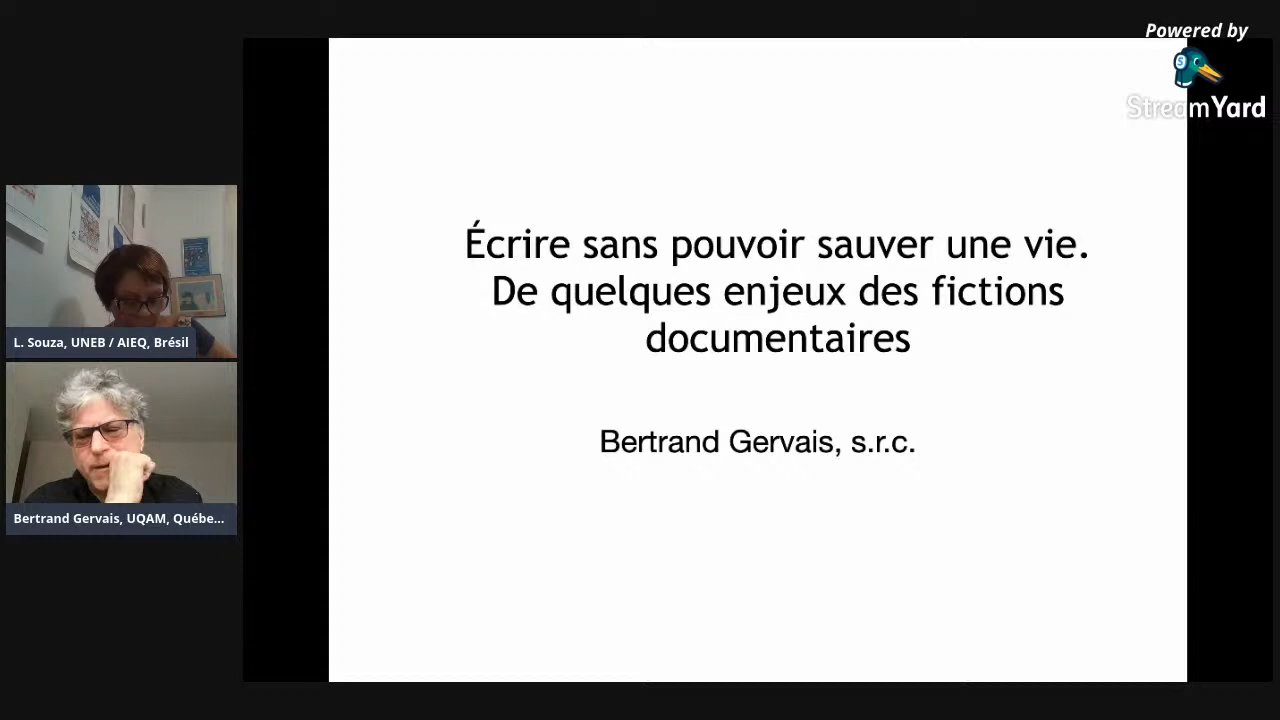 Powered by
StreamYard
Écrire sans pouvoir sauver une vie.
De quelques enjeux des fictions
documentaires
Bertrand Gervais, s.r.c.
L. Souza, UNEB / AIEQ, Brésil
Bertrand Gervais, UQAM, Québe...